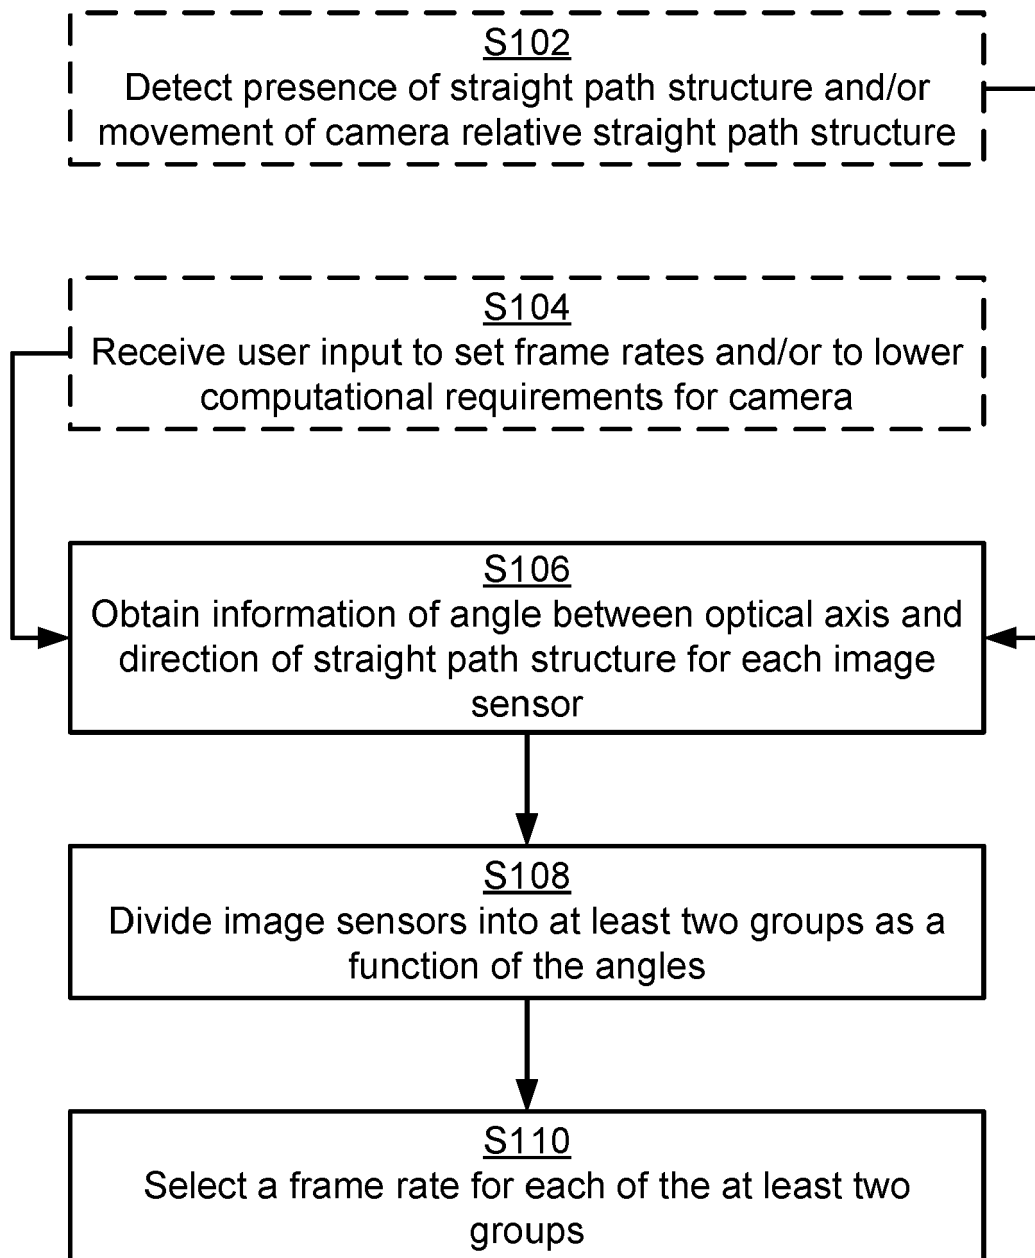 S102
Detect presence of straight path structure and/or
movement of camera relative straight path structure
S104
Receive user input to set frame rates and/or to lower
computational requirements for camera
S106
Obtain information of angle between optical axis and
direction of straight path structure for each image
sensor
S108
Divide image sensors into at least two groups as a
function of the angles
S110
Select a frame rate for each of the at least two
groups